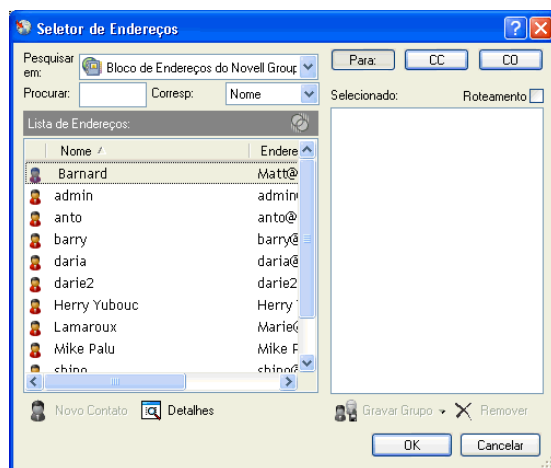 Seletor de Endereços
Pesquisar em:
Bloco de Endereços do Novell Group
Para:
CC
CO
Procurar:
Corresp:
Nome
Selecionado:
Roteamento
Lista de Endereços:
Nome
Endere
Barnard Matt@
admin admin
anto anto@
barry barry@
daria daria@
darie2 darie2
Herry Yubouc Herry
Lamaroux Marie@
Mike Palu Mike P
shino shino@
Novo Contato
Detalhes
Gravar Grupo
Remover
OK
Cancelar